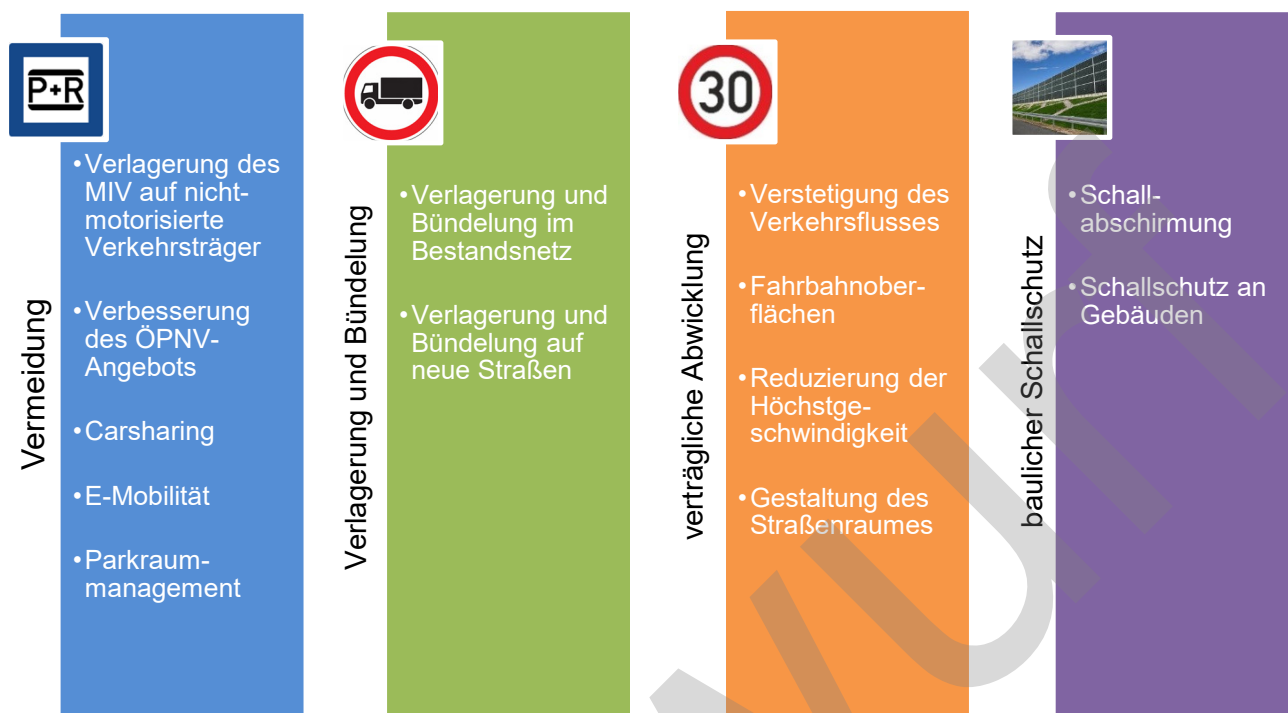 P+R
Vermeidung
•Verlagerung des
MIV auf nicht-
motorisierte
Verkehrsträger
•Verbesserung
des ÖPNV-
Angebots
•Carsharing
•E-Mobilität
•Parkraum-
management
Verlagerung und Bündelung
•Verlagerung und
Bündelung im
Bestandsnetz
•Verlagerung und
Bündelung auf
neue Straßen
30
verträgliche Abwicklung
•Verstetigung des
Verkehrsflusses
•Fahrbahnober-
flächen
•Reduzierung der
Höchstge-
schwindigkeit
•Gestaltung des
Straßenraumes
baulicher Schallschutz
•Schall-
abschirmung
•Schallschutz an
Gebäuden